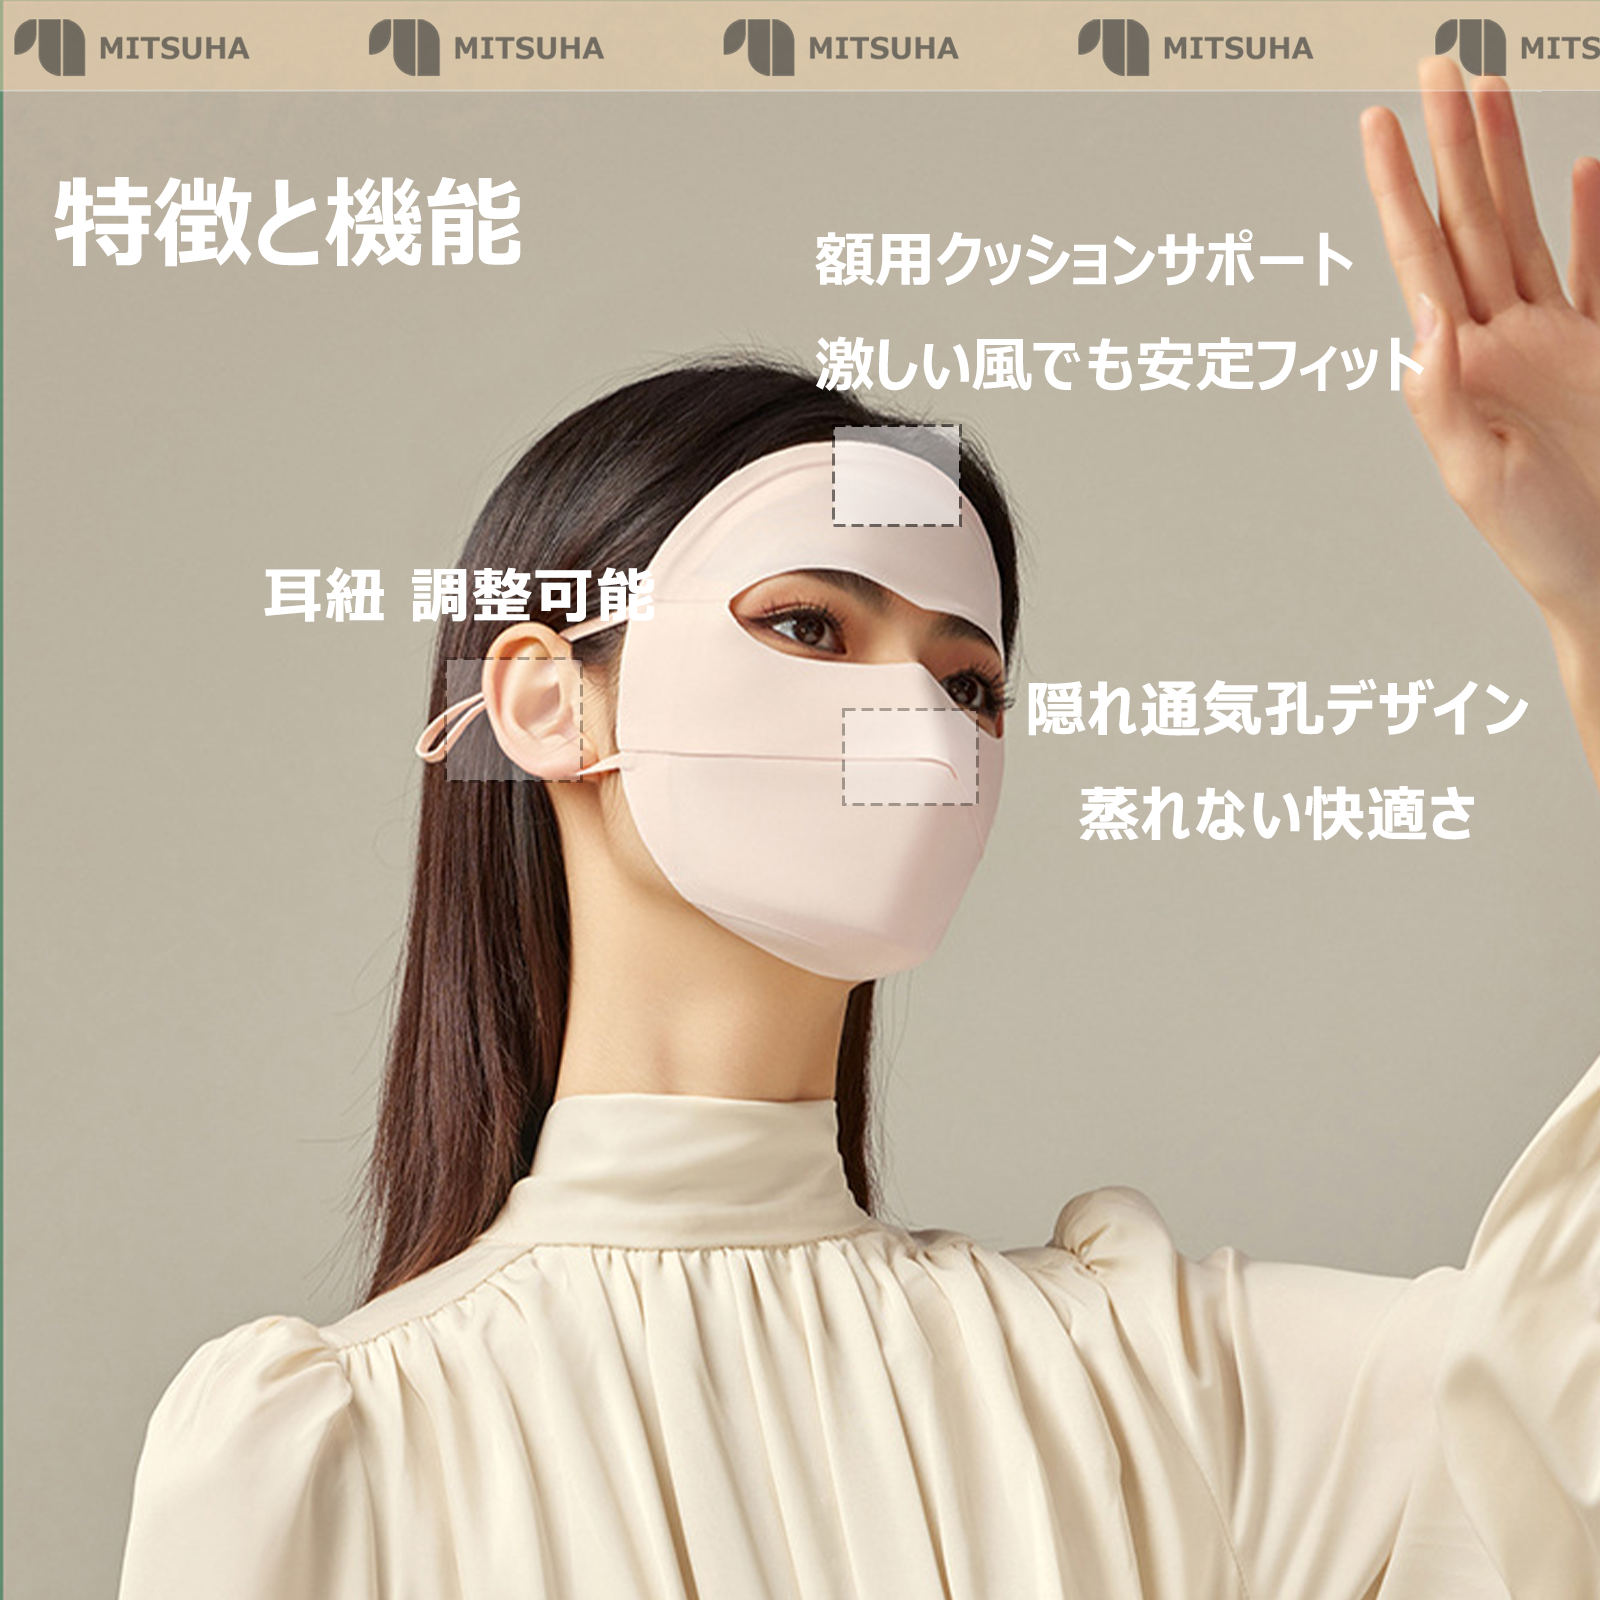 MITSUHA MITSUHA MITSUHA MITSUHA MITS
特徴と機能
額用クッションサポート
激しい風でも安定フィット
耳紐 調整可能
隠れ通気孔デザイン
蒸れない快適さ